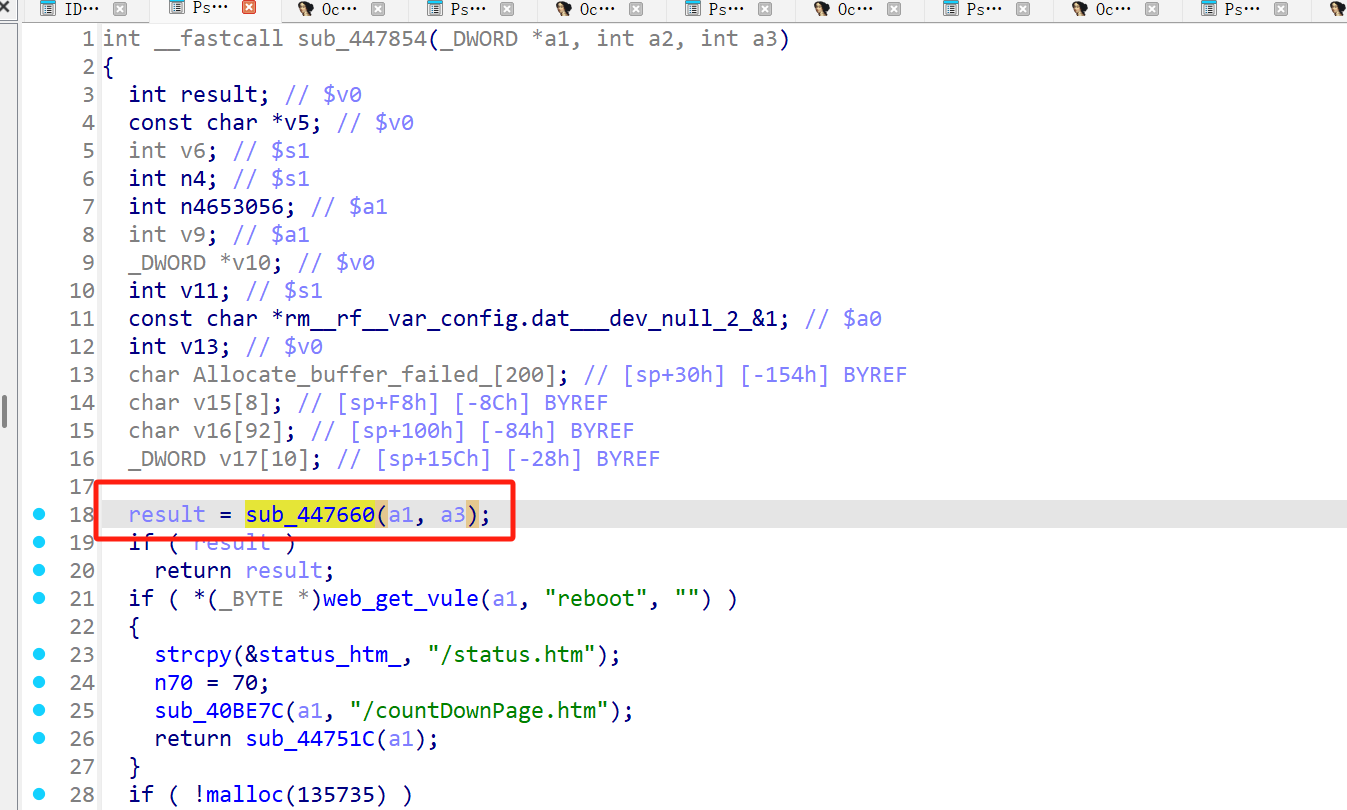 ID··· Ps··· Oc··· Ps··· Oc··· Ps··· Oc··· Ps··· Oc··· Ps···
1 int __fastcall sub_447854(_DWORD *a1, int a2, int a3)
2 {
3 int result; // $v0
4 const char *v5; // $v0
5 int v6; // $s1
6 int n4; // $s1
7 int n4653056; // $a1
8 int v9; // $a1
9 _DWORD *v10; // $v0
10 int v11; // $s1
11 const char *rm__rf__var_config.dat___dev_null_2_&1; // $a0
12 int v13; // $v0
13 char Allocate_buffer_failed_[200]; // [sp+30h] [-154h] BYREF
14 char v15[8]; // [sp+F8h] [-8Ch] BYREF
15 char v16[92]; // [sp+100h] [-84h] BYREF
16 _DWORD v17[10]; // [sp+15Ch] [-28h] BYREF
17
18 result = sub_447660(a1, a3);
19 if ( result )
20 return result;
21 if ( *(_BYTE *)web_get_vule(a1, "reboot", "") )
22 {
23 strcpy(&status_htm_, "/status.htm");
24 n70 = 70;
25 sub_40BE7C(a1, "/countDownPage.htm");
26 return sub_44751C(a1);
27 }
28 if ( !malloc(135735) )